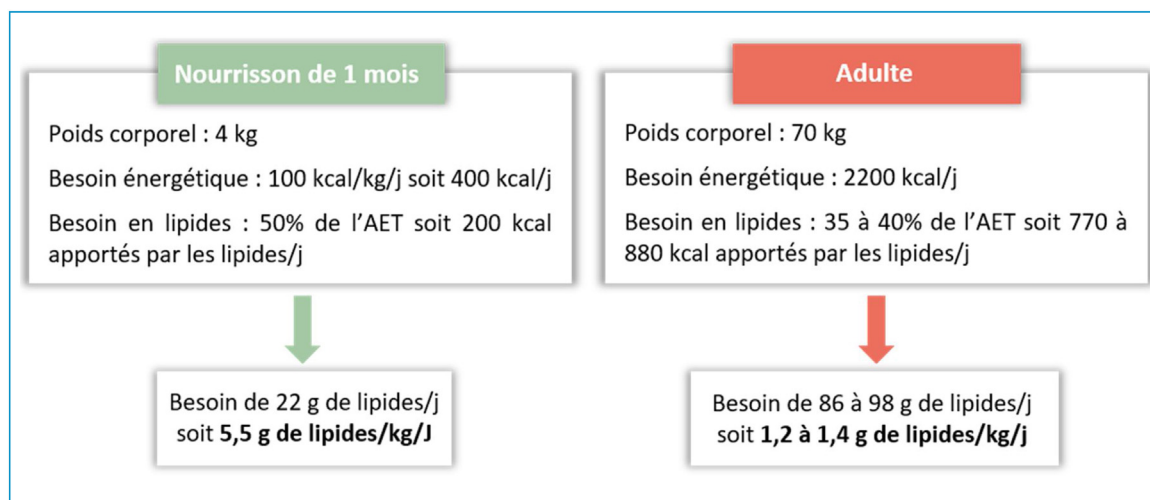 Nourrisson de 1 mois
Poids corporel : 4 kg
Besoin énergétique : 100 kcal/kg/j soit 400 kcal/j
Besoin en lipides : 50% de l’AET soit 200 kcal
apportés par les lipides/j
Besoin de 22 g de lipides/j
soit 5,5 g de lipides/kg/J
Adulte
Poids corporel : 70 kg
Besoin énergétique : 2200 kcal/j
Besoin en lipides : 35 à 40% de l’AET soit 770 à
880 kcal apportés par les lipides/j
Besoin de 86 à 98 g de lipides/j
soit 1,2 à 1,4 g de lipides/kg/j